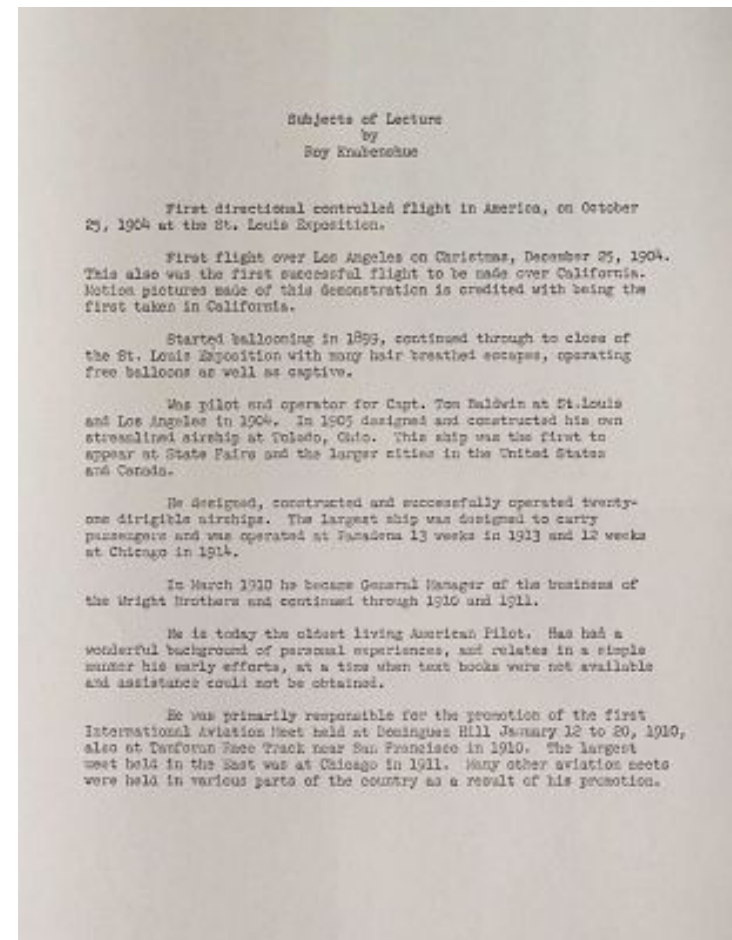 Subjects of Lecture
by
Roy Knabenshue
First directional controlled flight in America, on October
25, 1904 at the St. Louis Exposition.
First flight over Los Angeles on Christmas, December 25, 1904.
This also was the first successful flight to be made over California.
Motion pictures made of this demonstration is credited with being the
first taken in California.
Started ballooning in 1899, continued through to close of
the St. Louis Exposition with many hair breathed escapes, operating
free balloons as well as captive.
Was pilot and operator for Capt. Tom Baldwin at St.Louis
and Los Angeles in 1904. In 1905 designed and constructed his own
streamlined airship at Toledo, Ohio. This ship was the first to
appear at State Fairs and the larger cities in the United States
and Canada.
He designed, constructed and successfully operated twenty-
one dirigible airships. The largest ship was designed to carry
passengers and was operated at Pasadena 13 weeks in 1913 and 12 weeks
at Chicago in 1914.
In March 1910 he became General Manager of the business of
the Wright Brothers and continued through 1910 and 1911.
He is today the oldest living American Pilot. Has had a
wonderful background of personal experiences, and relates in a simple
manner his early efforts, at a time when text books were not available
and assistance could not be obtained.
He was primarily responsible for the promotion of the first
International Aviation Meet held at Dominguez Hill January 12 to 20, 1910,
also at Tanforan Race Track near San Francisco in 1910. The largest
meet held in the East was at Chicago in 1911. Many other aviation meets
were held in various parts of the country as a result of his promotion.